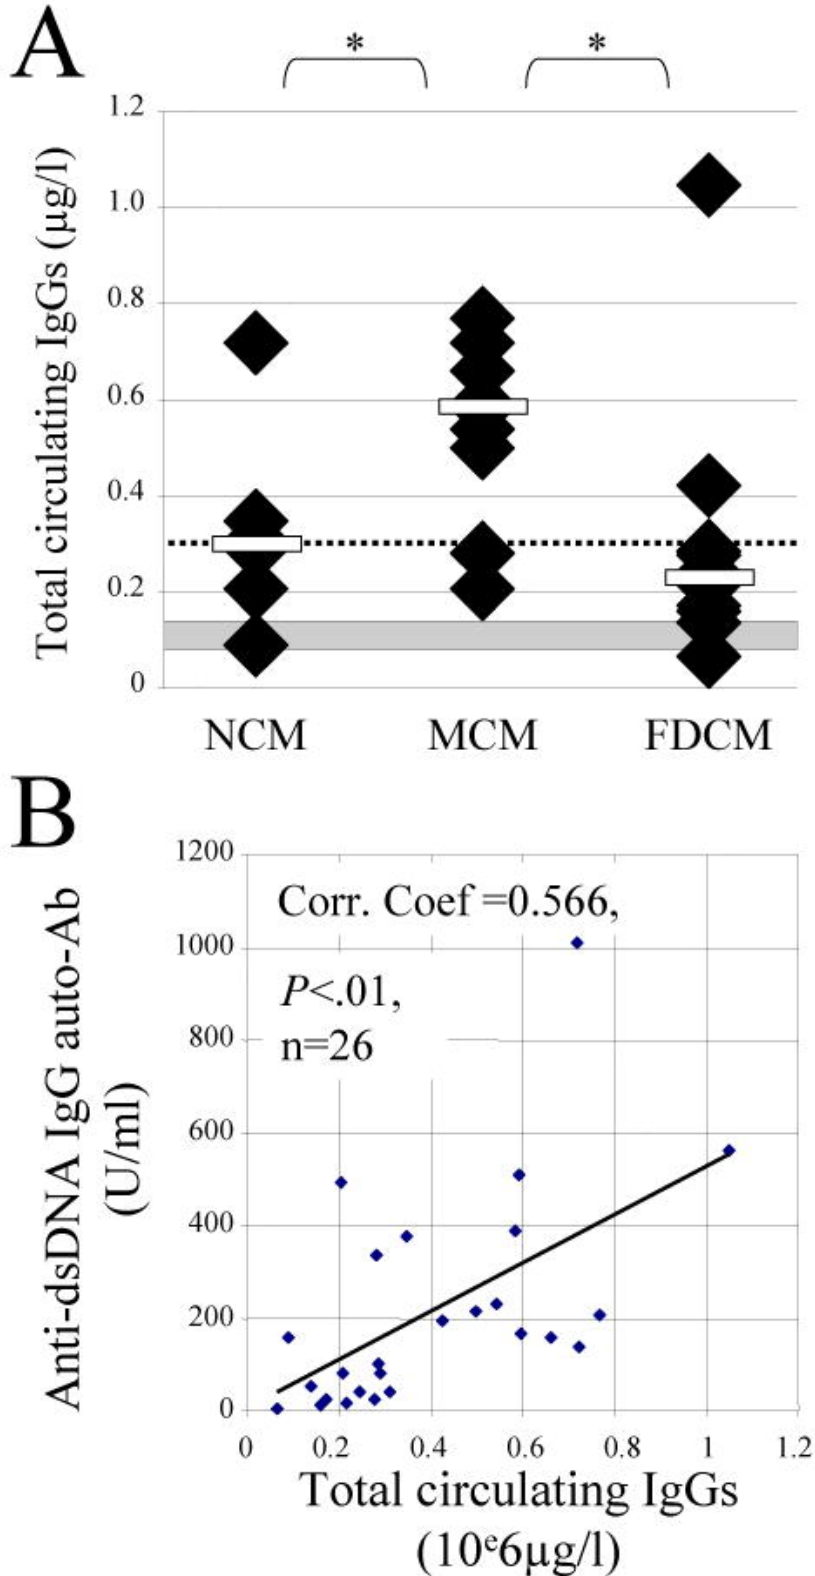 A
* *
Total circulating IgGs (µg/l)
1.2
1.0
0.8
0.6
0.4
0.2
0
NCM MCM FDCM
B
Anti-dsDNA IgG auto-Ab
(U/ml)
1200
1000
800
600
400
200
0
Corr. Coef =0.566,
P<.01,
n=26
0 0.2 0.4 0.6 0.8 1 1.2
Total circulating IgGs
(10ᵉ6µg/l)